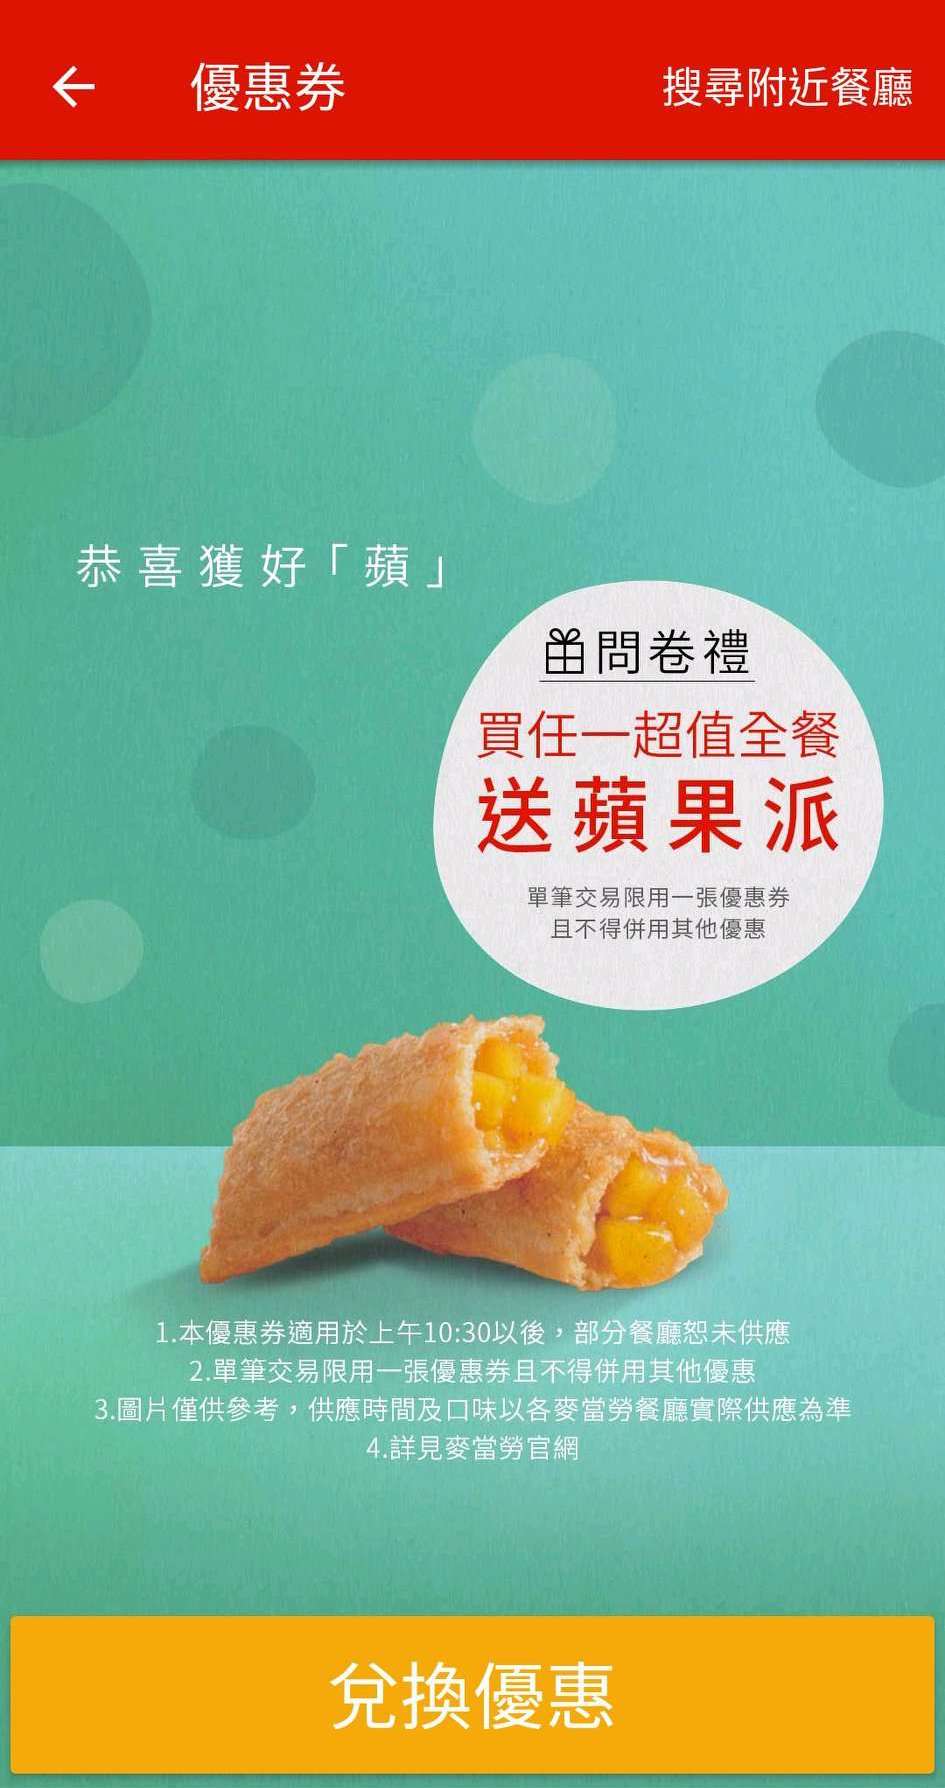 優惠券
搜尋附近餐廳
恭喜獲好「蘋」
問卷禮
買任一超值全餐
送蘋果派
單筆交易限用一張優惠券
且不得併用其他優惠
1.本優惠券適用於上午10:30以後，部分餐廳恕未供應
2.單筆交易限用一張優惠券且不得併用其他優惠
3.圖片僅供參考，供應時間及口味以各麥當勞餐廳實際供應為準
4.詳見麥當勞官網
兌換優惠